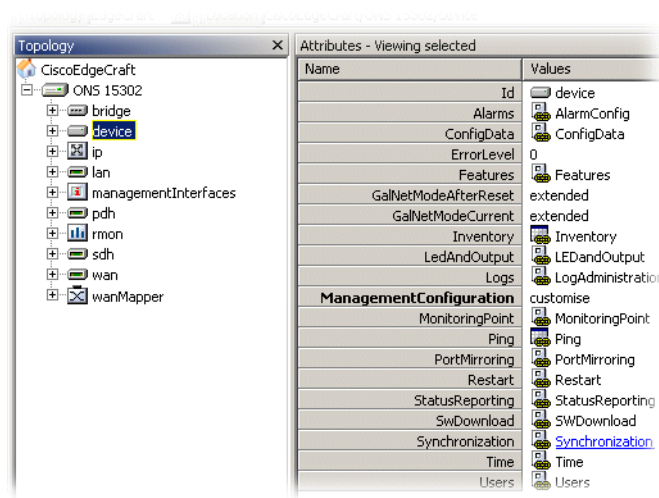 Topology
Attributes - Viewing selected
CiscoEdgeCraft
ONS 15302
bridge
device
ip
lan
managementInterfaces
pdh
rmon
sdh
wan
wanMapper
Name Values
Id device
Alarms AlarmConfig
ConfigData ConfigData
ErrorLevel 0
Features Features
GalNetModeAfterReset extended
GalNetModeCurrent extended
Inventory Inventory
LedAndOutput LEDandOutput
Logs LogAdministratio
ManagementConfiguration customise
MonitoringPoint MonitoringPoint
Ping Ping
PortMirroring PortMirroring
Restart Restart
StatusReporting StatusReporting
SwDownload SWDownload
Synchronization Synchronization
Time Time
Users Users